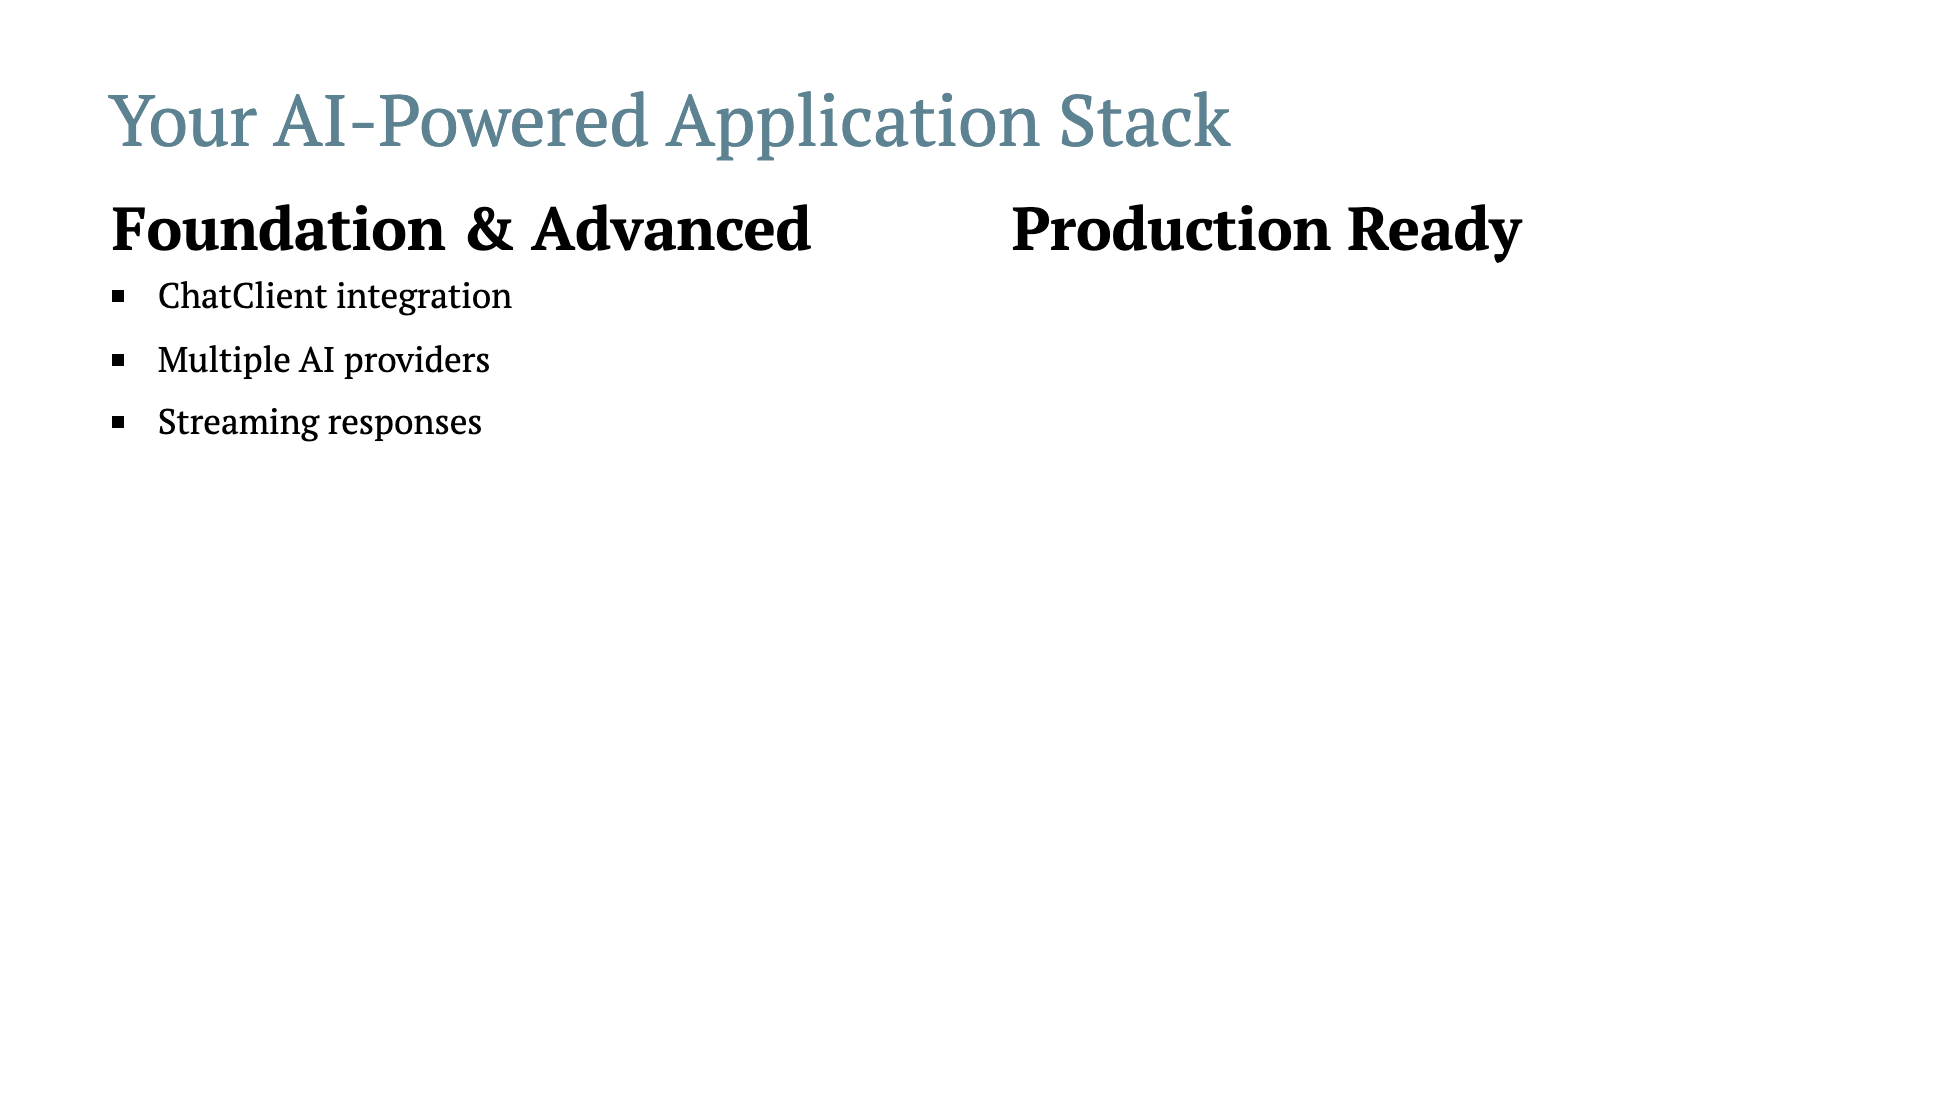 Your AI-Powered Application Stack
Foundation & Advanced
ChatClient integration
Multiple AI providers
Streaming responses
Production Ready